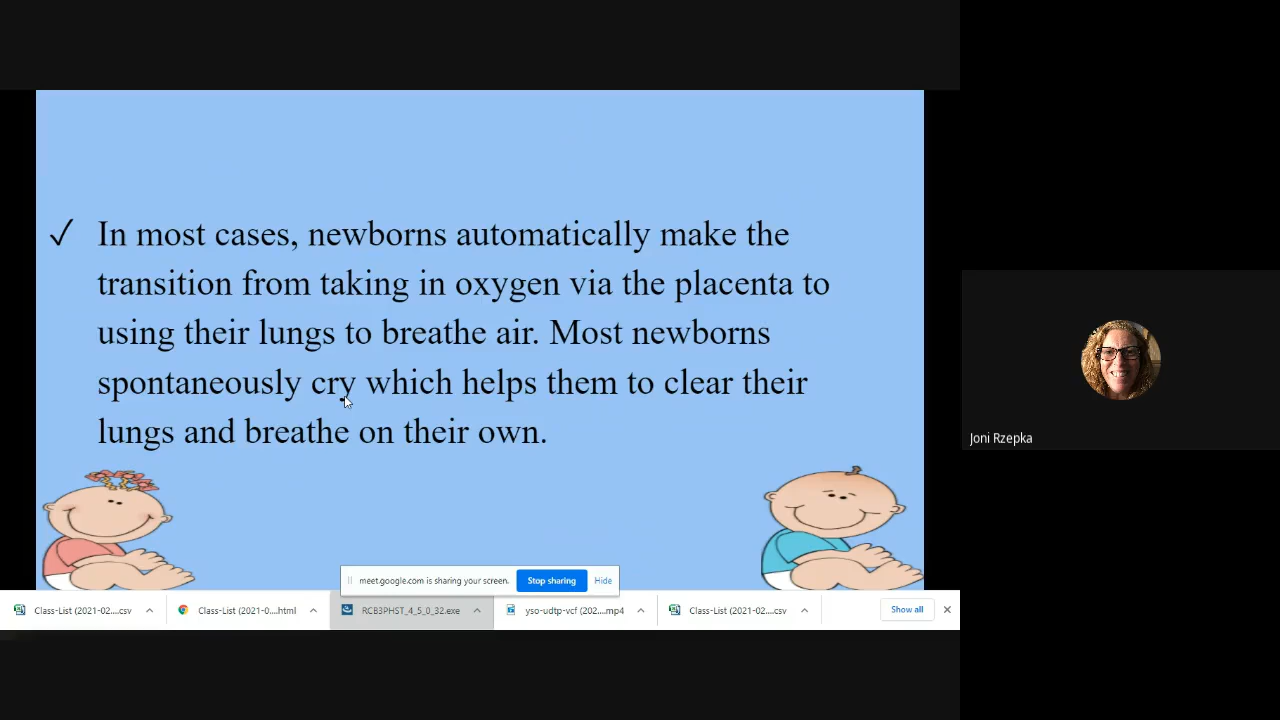 ✓ In most cases, newborns automatically make the
transition from taking in oxygen via the placenta to
using their lungs to breathe air. Most newborns
spontaneously cry which helps them to clear their
lungs and breathe on their own.
Joni Rzepka
meet.google.com is sharing your screen. Stop sharing Hide
Class-List (2021-02....csv Class-List (2021-0....html RCB3PHST_4_5_0_32.exe yso-udtp-vcf (202....mp4 Class-List (2021-02....csv Show all